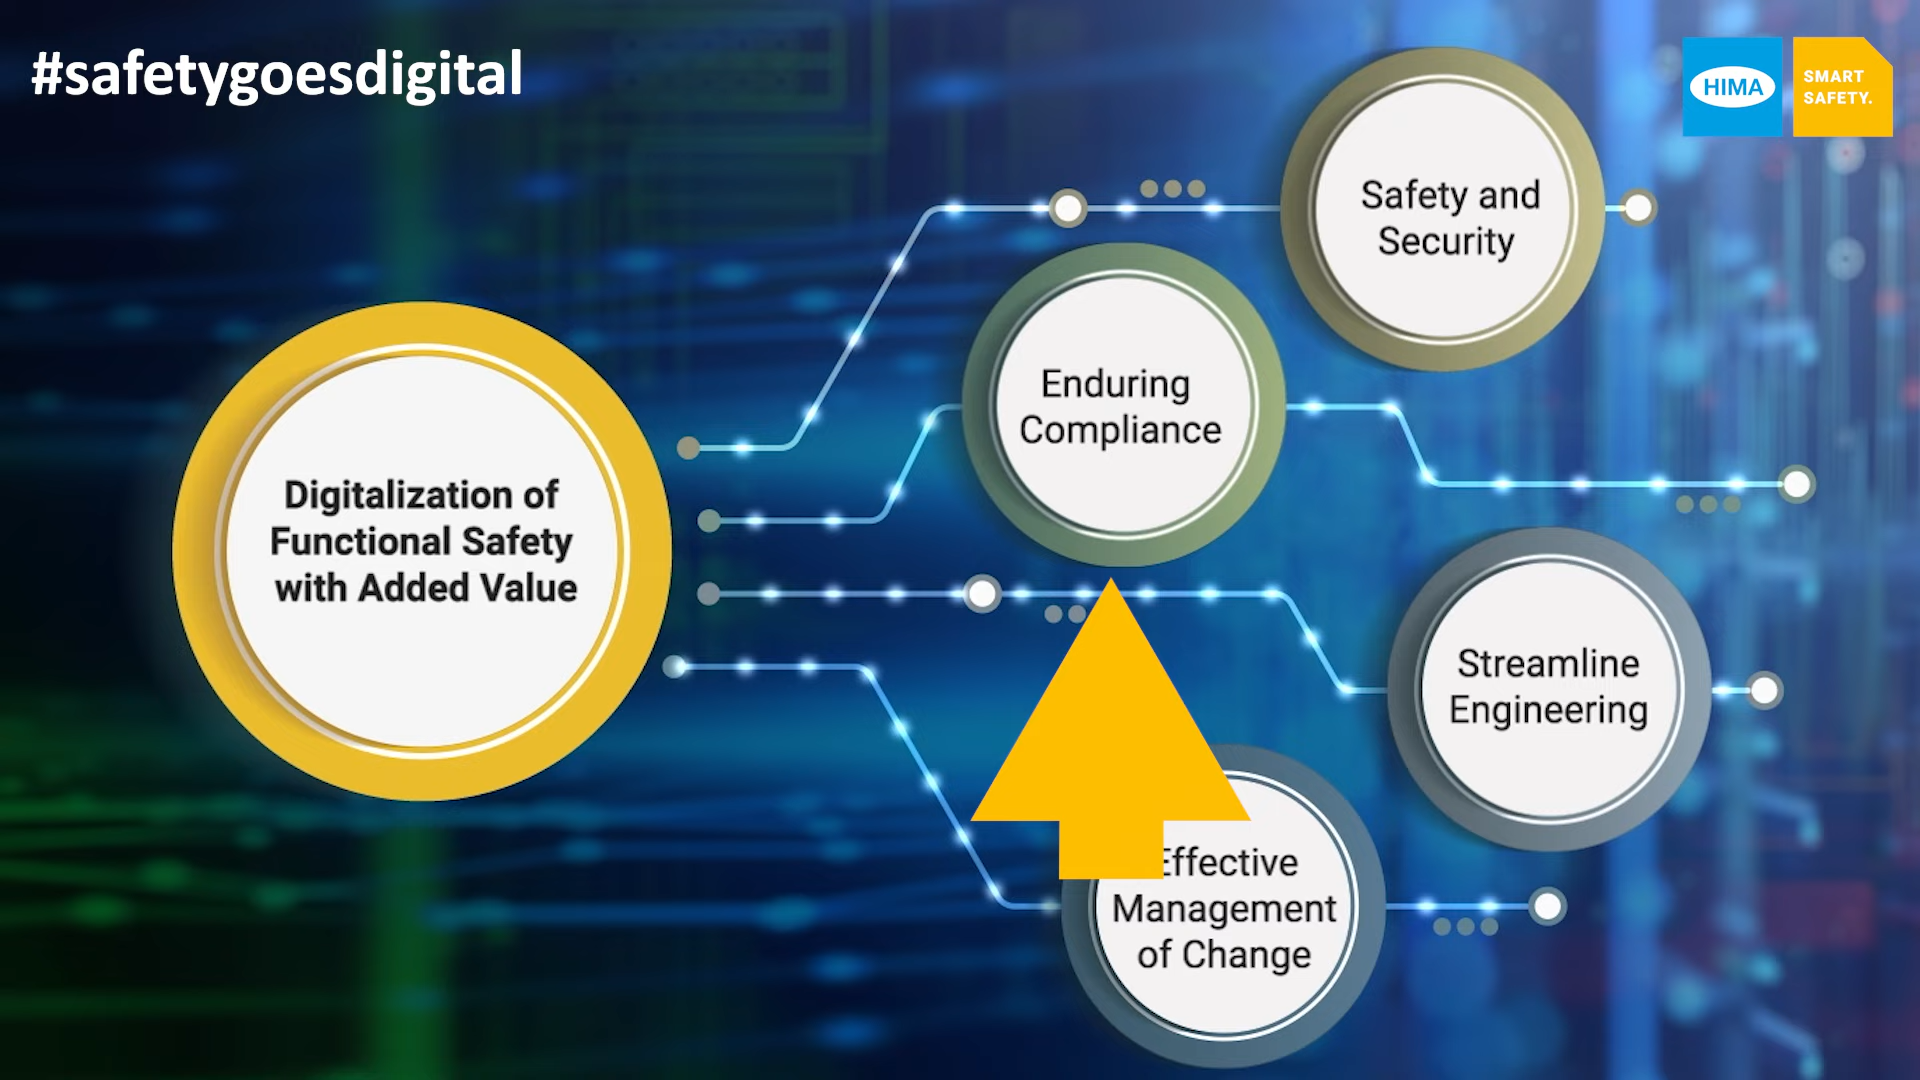 #safetygoesdigital
HIMA
SMART
SAFETY.
Safety and
Security
Enduring
Compliance
Digitalization of
Functional Safety
with Added Value
Streamline
Engineering
Effective
Management
of Change